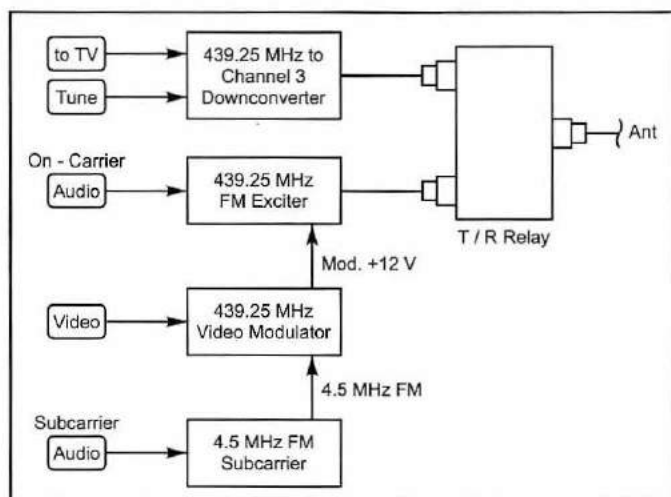 to TV
Tune
439.25 MHz to
Channel 3
Downconverter
Ant
T / R Relay
On - Carrier
Audio
439.25 MHz
FM Exciter
Mod. +12 V
Video
439.25 MHz
Video Modulator
4.5 MHz FM
Subcarrier
Audio
4.5 MHz FM
Subcarrier